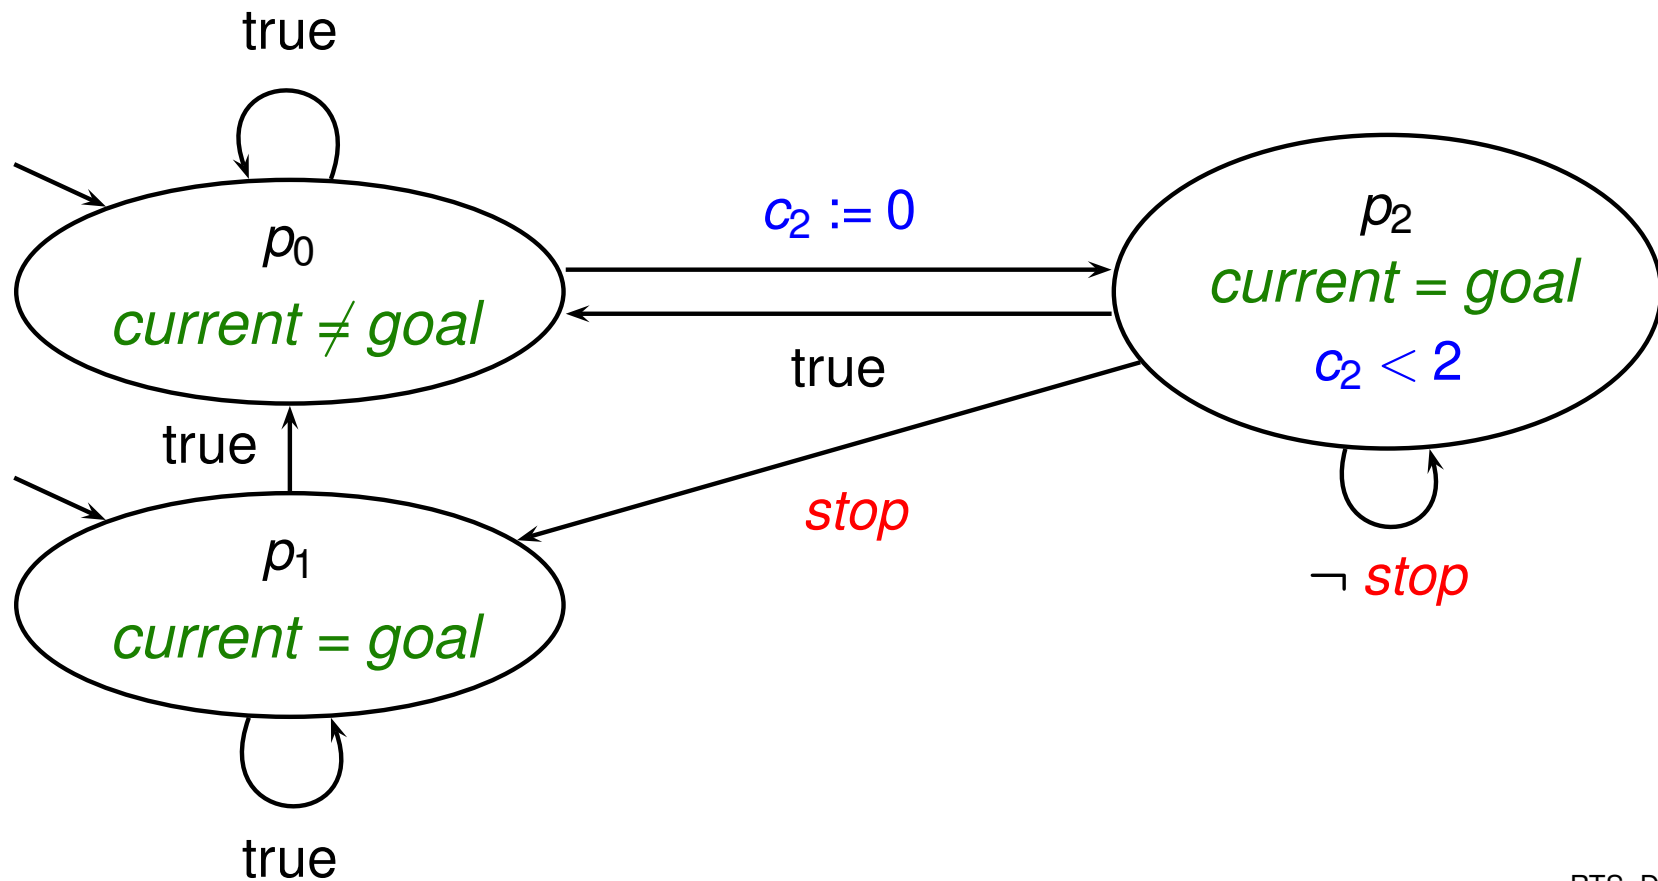 true
p0
current ≠ goal
c2 := 0
p2
current = goal
c2 < 2
true
true
stop
¬ stop
p1
current = goal
true